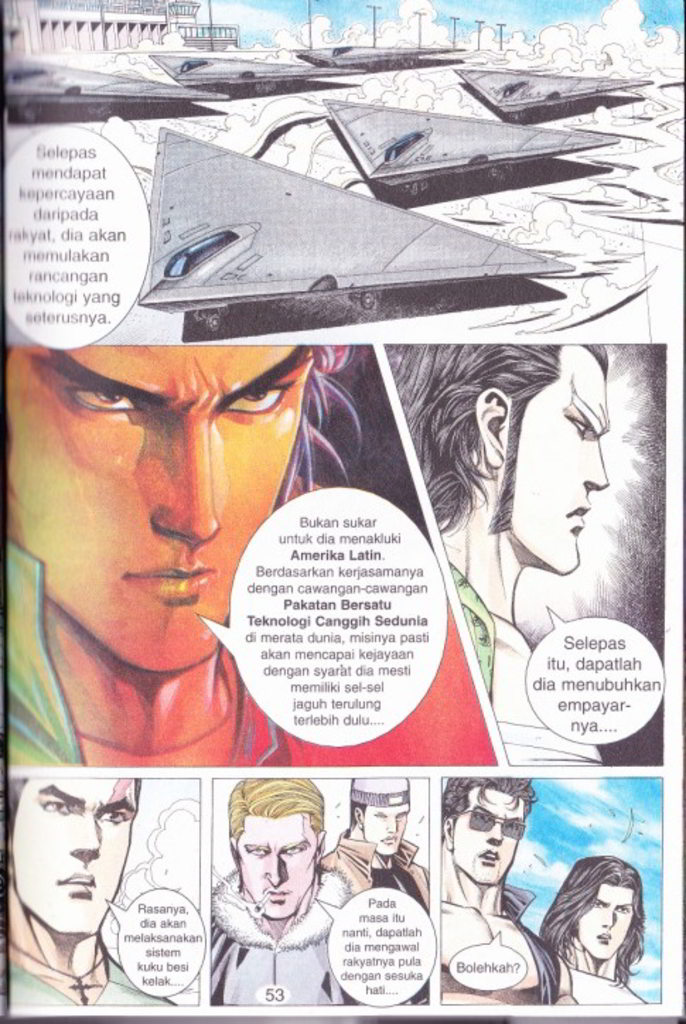 Selepas
mendapat
kepercayaan
daripada
rakyat, dia akan
memulakan
rancangan
teknologi yang
seterusnya.
Bukan sukar
untuk dia menakluki
Amerika Latin.
Berdasarkan kerjasamanya
dengan cawangan-cawangan
Pakatan Bersatu
Teknologi Canggih Sedunia
di merata dunia, misinya pasti
akan mencapai kejayaan
dengan syarat dia mesti
memiliki sel-sel
jaguh terulung
terlebih dulu....
Selepas
itu, dapatlah
dia menubuhkan
empayar-
nya....
Rasanya,
dia akan
melaksanakan
sistem
kuku besi
kelak....
Pada
masa itu
nanti, dapatlah
dia mengawal
rakyatnya pula
dengan sesuka
hati....
Bolehkah?
53